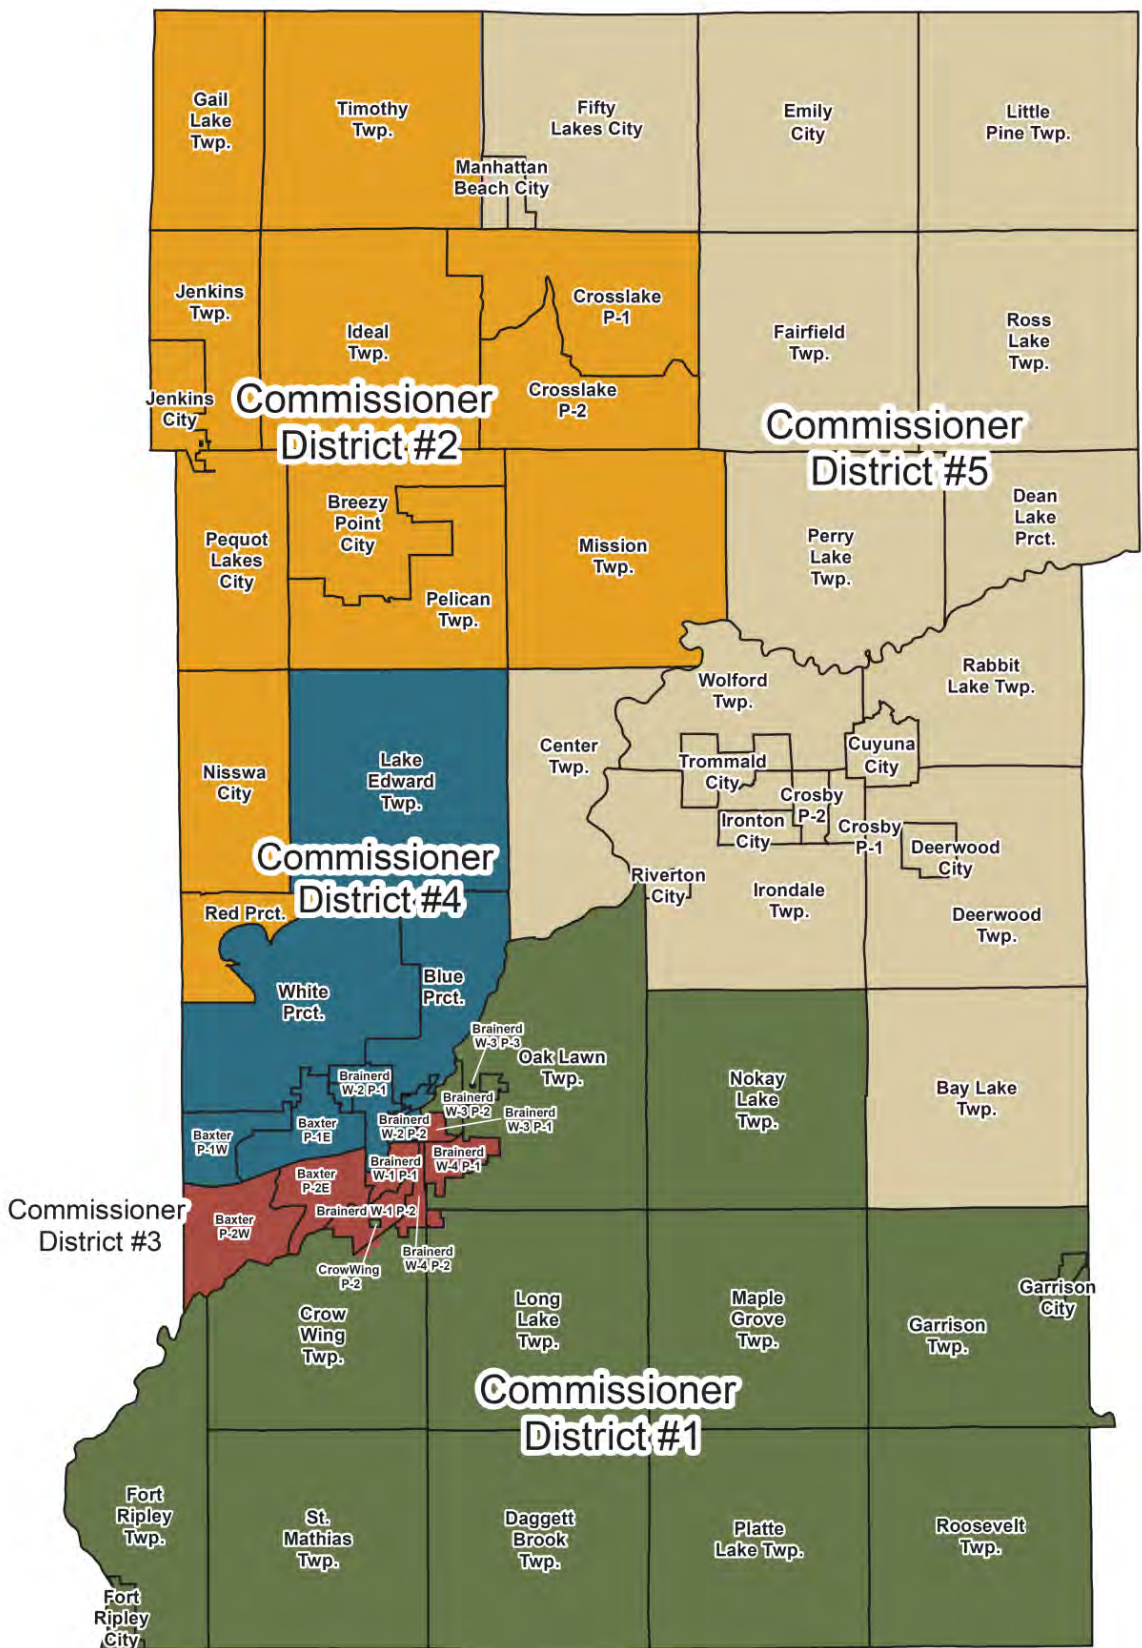 Gail
Lake
Twp.
Timothy
Twp.
Fifty
Lakes City
Emily
City
Little
Pine Twp.
Manhattan
Beach City
Jenkins
Twp.
Ideal
Twp.
Crosslake
P-1
Fairfield
Twp.
Ross
Lake
Twp.
Jenkins
City
Crosslake
P-2
Commissioner
District #2
Commissioner
District #5
Pequot
Lakes
City
Breezy
Point
City
Pelican
Twp.
Mission
Twp.
Perry
Lake
Twp.
Dean
Lake
Prct.
Nisswa
City
Lake
Edward
Twp.
Center
Twp.
Wolford
Twp.
Rabbit
Lake Twp.
Trommald
City
Cuyuna
City
Crosby
P-2
Ironton
City
Crosby
P-1
Deerwood
City
Commissioner
District #4
Riverton
City
Irondale
Twp.
Deerwood
Twp.
Red Prct.
White
Prct.
Blue
Prct.
Brainerd
W-3 P-3
Oak Lawn
Twp.
Nokay
Lake
Twp.
Bay Lake
Twp.
Brainerd
W-2 P-1
Brainerd
W-3 P-2
Brainerd
W-3 P-1
Baxter
P-1W
Baxter
P-1E
Brainerd
W-2 P-2
Brainerd
W-1 P-1
Brainerd
W-4 P-1
Baxter
P-2E
Commissioner
District #3
Baxter
P-2W
Brainerd W-1 P-2
Brainerd
W-4 P-2
CrowWing
P-2
Crow
Wing
Twp.
Long
Lake
Twp.
Maple
Grove
Twp.
Garrison
Twp.
Garrison
City
Commissioner
District #1
Fort
Ripley
Twp.
St.
Mathias
Twp.
Daggett
Brook
Twp.
Platte
Lake Twp.
Roosevelt
Twp.
Fort
Ripley
City